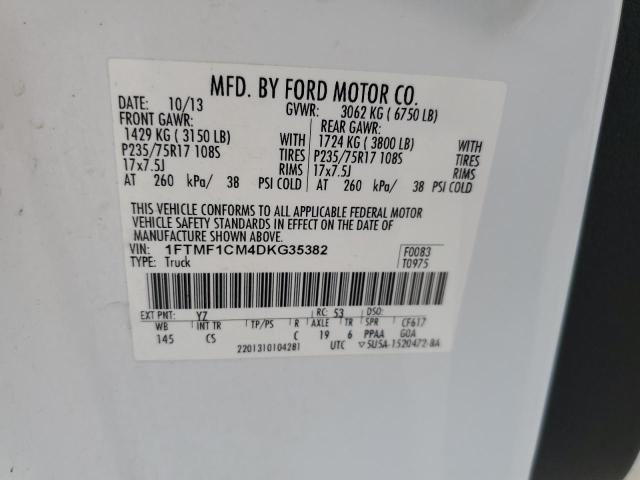 MFD. BY FORD MOTOR CO.
DATE: 10/13 GVWR: 3062 KG ( 6750 LB)
FRONT GAWR: REAR GAWR:
1429 KG ( 3150 LB) WITH 1724 KG ( 3800 LB) WITH
P235/75R17 108S TIRES P235/75R17 108S TIRES
17x7.5J RIMS 17x7.5J RIMS
AT 260 kPa/ 38 PSI COLD AT 260 kPa/ 38 PSI COLD
THIS VEHICLE CONFORMS TO ALL APPLICABLE FEDERAL MOTOR
VEHICLE SAFETY STANDARDS IN EFFECT ON THE DATE OF
MANUFACTURE SHOWN ABOVE.
VIN: 1FTMF1CM4DKG35382 F0083
TYPE: Truck T0975
EXT PNT: YZ RC: 53 DSO:
WB INT TR TP/PS R AXLE TR SPR CF617
145 CS C 19 6 PPAA GOA
2201310104281 UTC ▽5U5A-1520472-BA